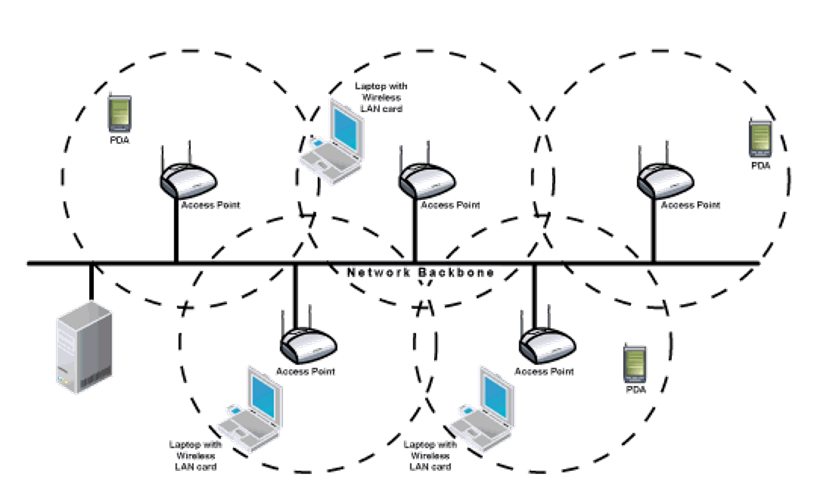 Laptop with
Wireless
LAN card
PDA
PDA
Access Point
Access Point
Access Point
Network Backbone
Access Point
Access Point
PDA
Laptop with
Wireless
LAN card
Laptop with
Wireless
LAN card